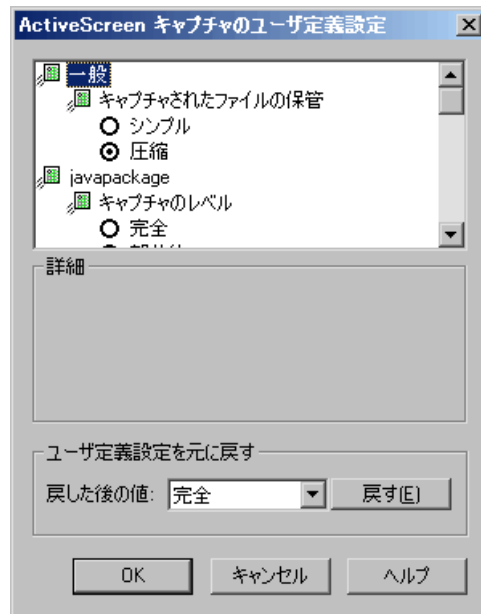 ActiveScreen キャプチャのユーザ定義設定
一般
キャプチャされたファイルの保管
シンプル
圧縮
javapackage
キャプチャのレベル
完全
詳細
ユーザ定義設定を元に戻す
戻した後の値: 完全 戻す(E)
OK キャンセル ヘルプ